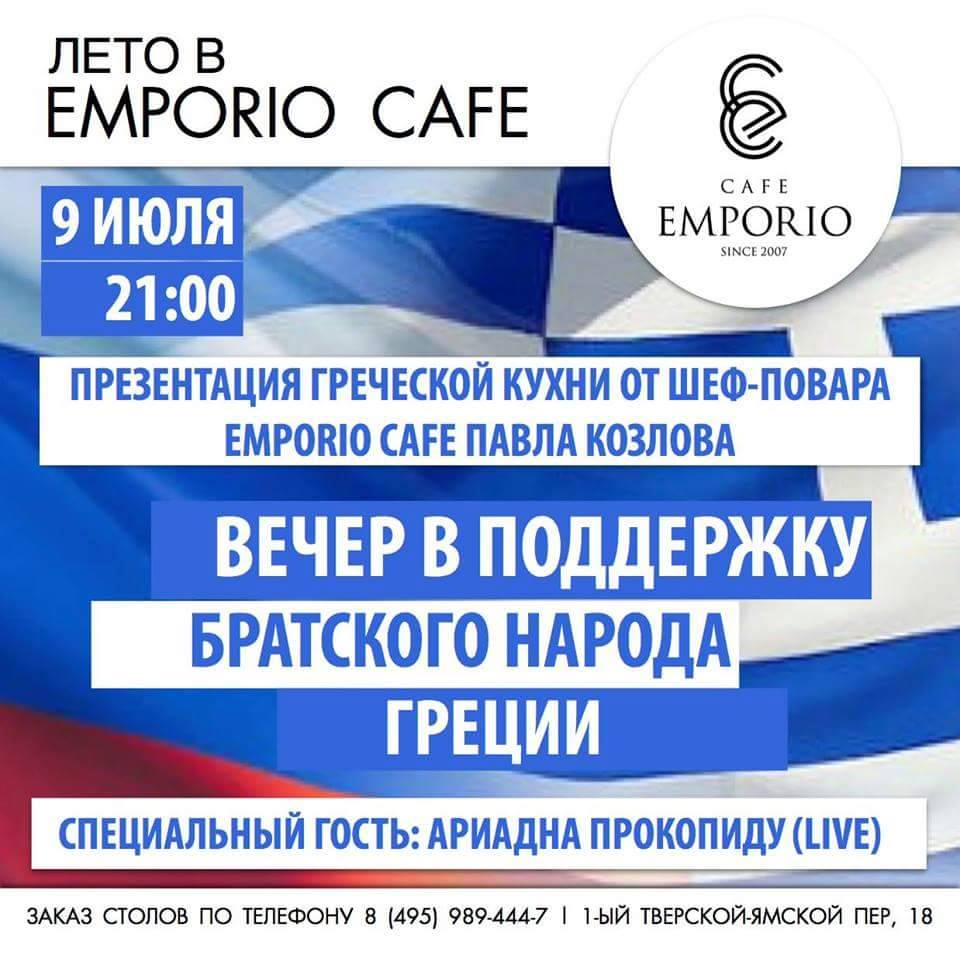 ЛЕТО В
EMPORIO CAFE
CAFE
EMPORIO
SINCE 2007
9 ИЮЛЯ
21:00
ПРЕЗЕНТАЦИЯ ГРЕЧЕСКОЙ КУХНИ ОТ ШЕФ-ПОВАРА
EMPORIO CAFE ПАВЛА КОЗЛОВА
ВЕЧЕР В ПОДДЕРЖКУ
БРАТСКОГО НАРОДА
ГРЕЦИИ
СПЕЦИАЛЬНЫЙ ГОСТЬ: АРИАДНА ПРОКОПИДУ (LIVE)
ЗАКАЗ СТОЛОВ ПО ТЕЛЕФОНУ 8 (495) 989-444-7 | 1-ЫЙ ТВЕРСКОЙ-ЯМСКОЙ ПЕР, 18